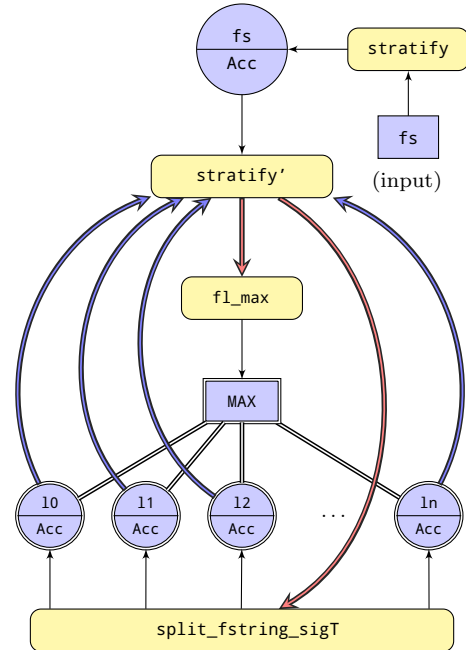 fs
Acc
stratify
fs
(input)
stratify’
fl_max
MAX
l0
Acc
l1
Acc
l2
Acc
...
ln
Acc
split_fstring_sigT